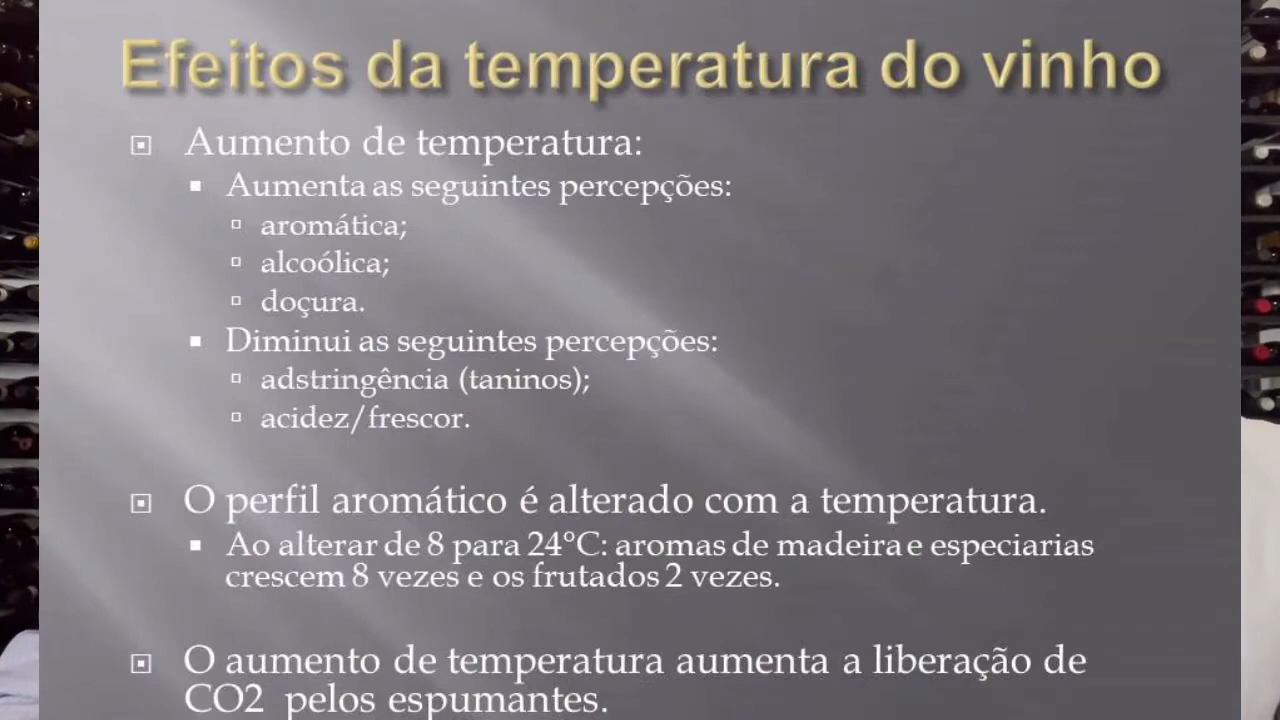 Efeitos da temperatura do vinho
Aumento de temperatura:
Aumenta as seguintes percepções:
aromática;
alcoólica;
doçura.
Diminui as seguintes percepções:
adstringência (taninos);
acidez/frescor.
O perfil aromático é alterado com a temperatura.
Ao alterar de 8 para 24°C: aromas de madeira e especiarias
crescem 8 vezes e os frutados 2 vezes.
O aumento de temperatura aumenta a liberação de
CO2 pelos espumantes.